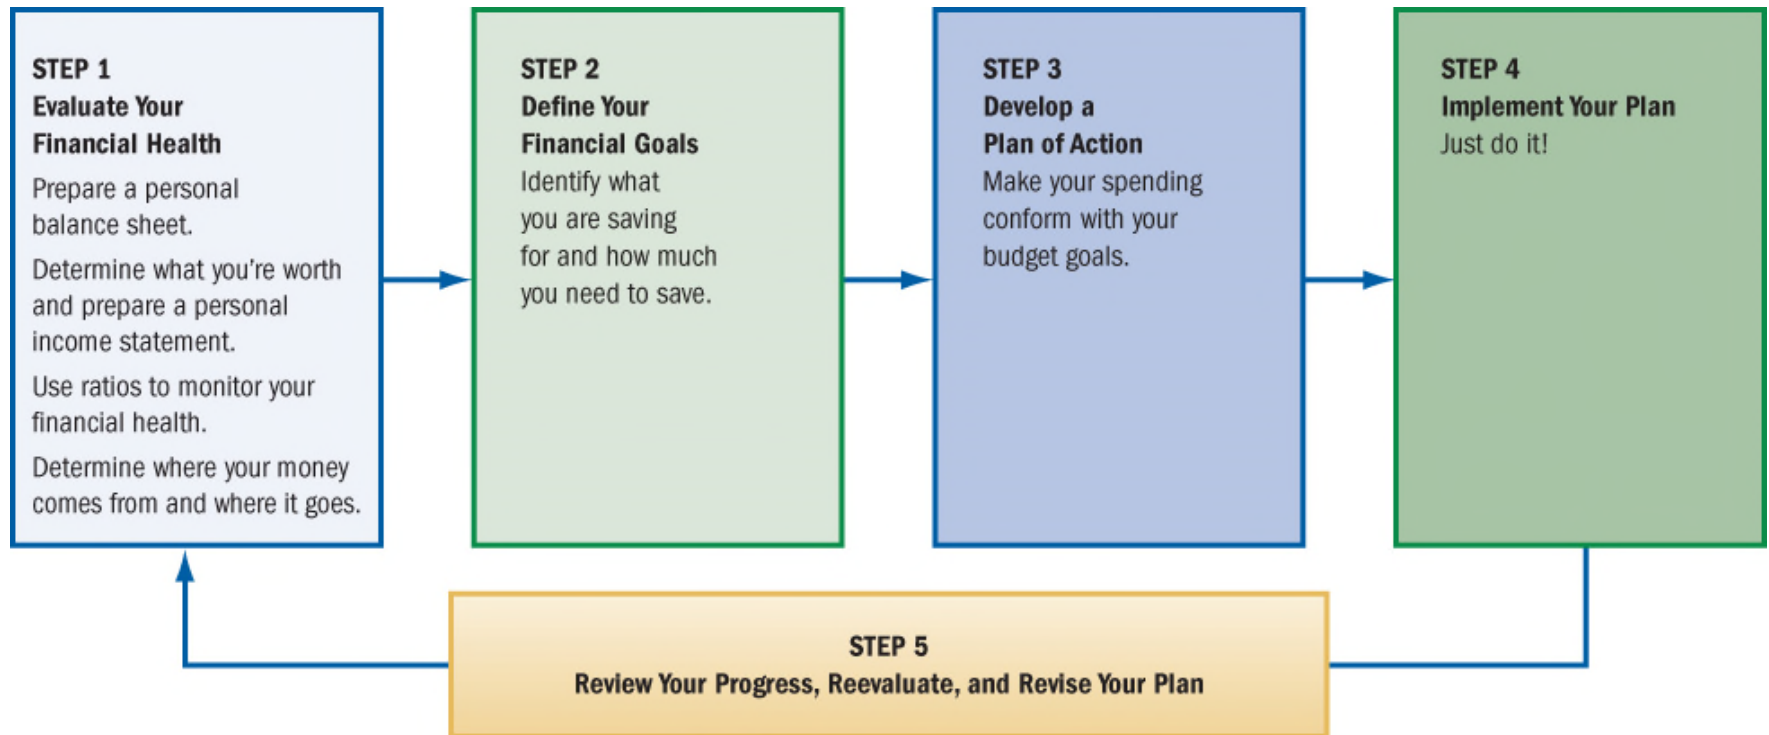 STEP 1
Evaluate Your
Financial Health
Prepare a personal
balance sheet.
Determine what you're worth
and prepare a personal
income statement.
Use ratios to monitor your
financial health.
Determine where your money
comes from and where it goes.
STEP 2
Define Your
Financial Goals
Identify what
you are saving
for and how much
you need to save.
STEP 3
Develop a
Plan of Action
Make your spending
conform with your
budget goals.
STEP 4
Implement Your Plan
Just do it!
STEP 5
Review Your Progress, Reevaluate, and Revise Your Plan